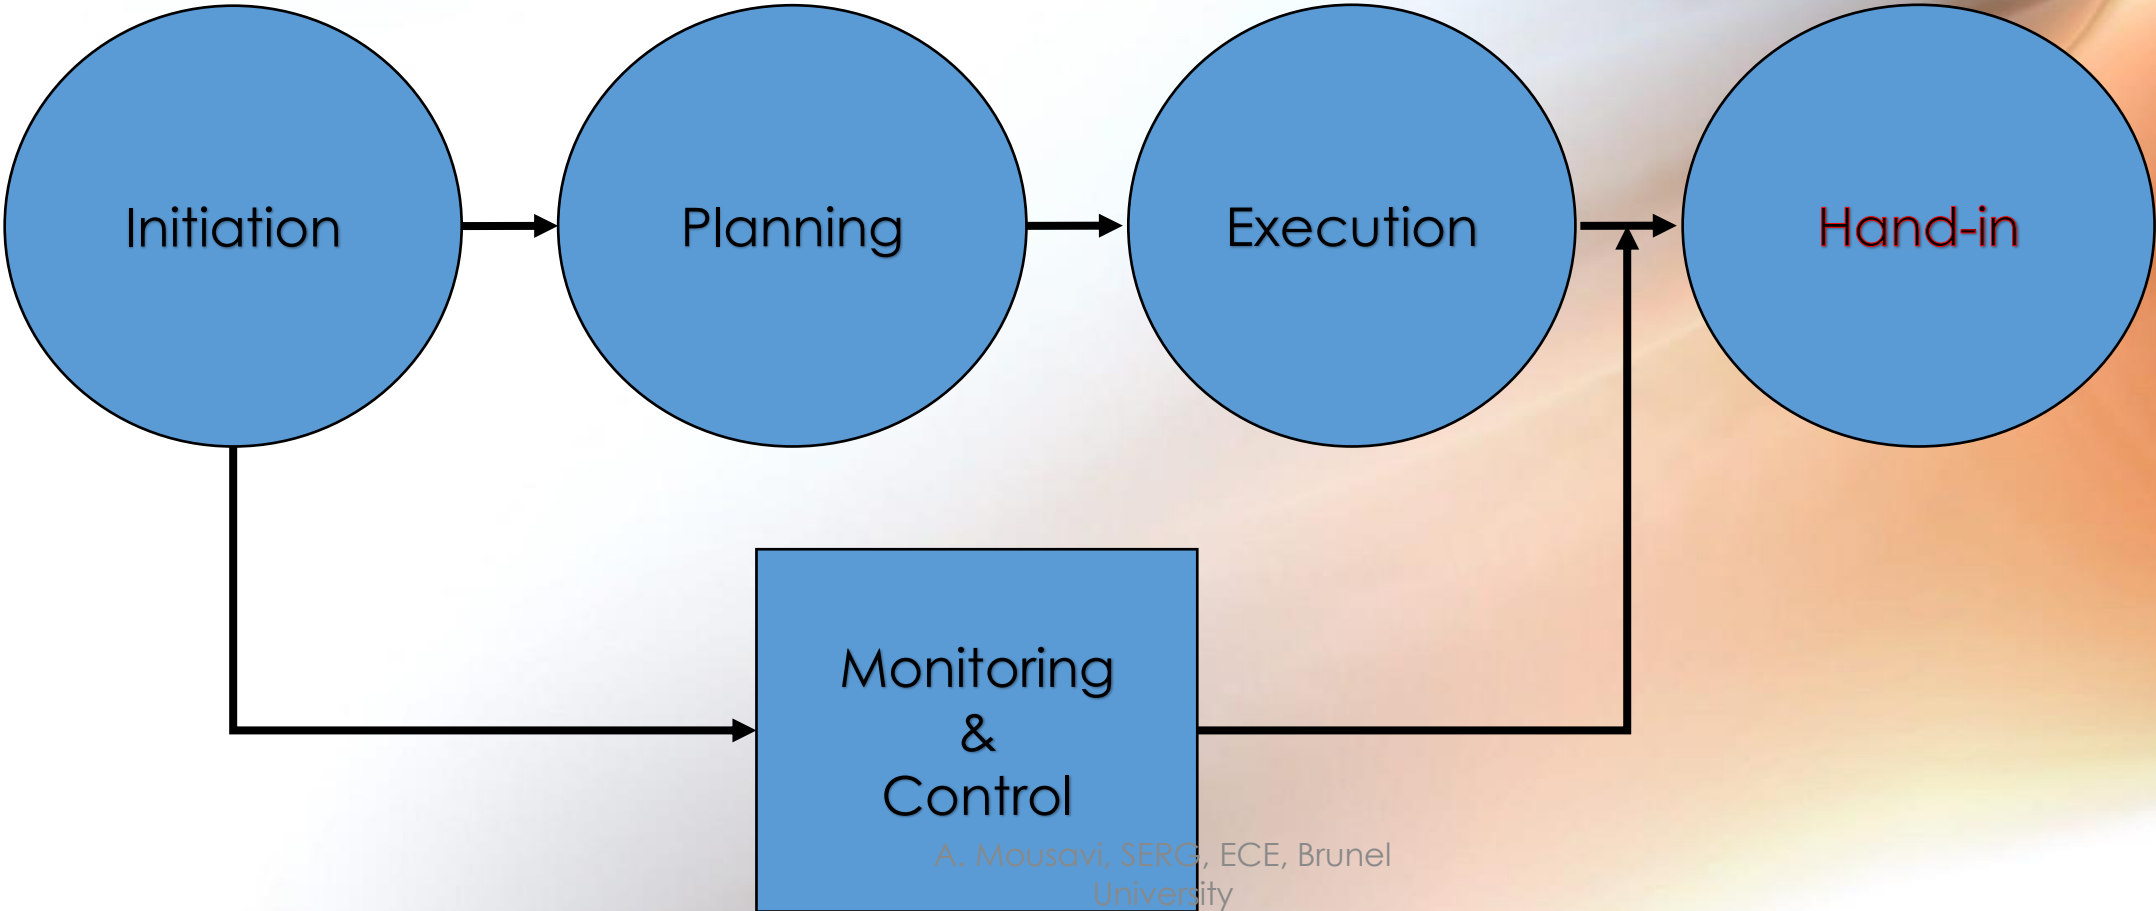 Initiation
Planning
Execution
Hand-in
Monitoring
&
Control
A. Mousavi, SERG, ECE, Brunel
University